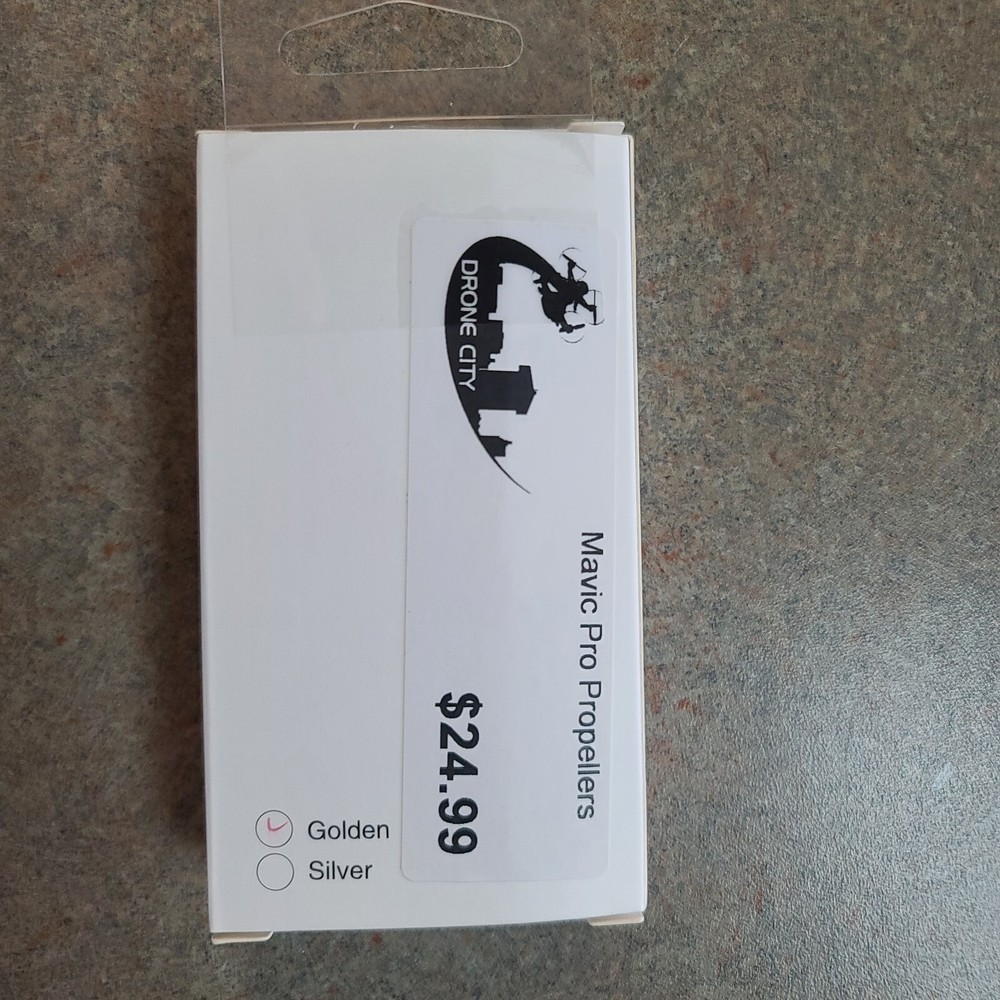 DRONE CITY
Mavic Pro Propellers
$24.99
Golden
Silver